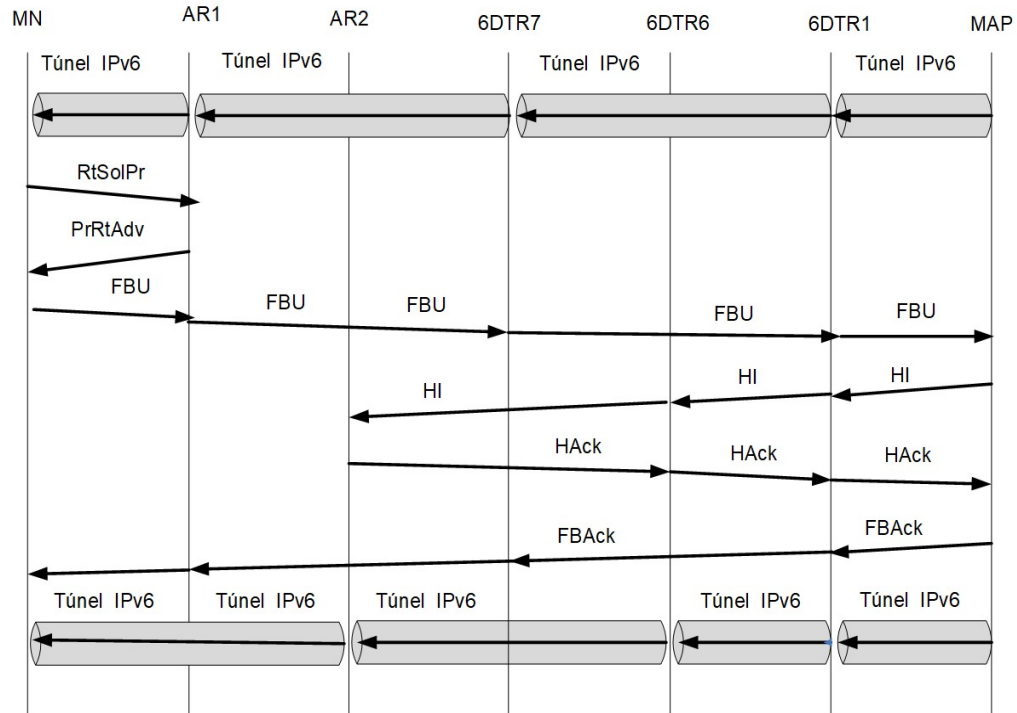 MN AR1 AR2 6DTR7 6DTR6 6DTR1 MAP
Túnel IPv6 Túnel IPv6 Túnel IPv6 Túnel IPv6
RtSolPr
PrRtAdv
FBU FBU FBU FBU FBU
HI HI HI
HAck HAck HAck
FBAck FBAck
Túnel IPv6 Túnel IPv6 Túnel IPv6 Túnel IPv6 Túnel IPv6